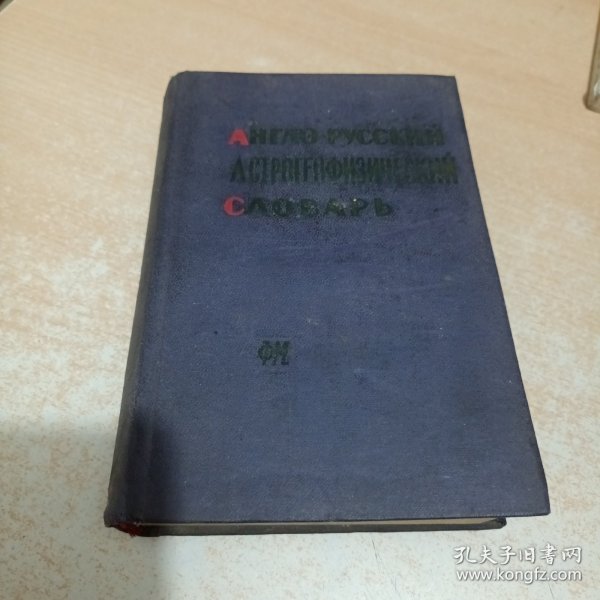 АНГЛО-РУССКИЙ
АСТРОГЕОФИЗИЧЕСКИЙ
СЛОВАРЬ
ФМ
孔夫子旧书网
www.kongfz.com